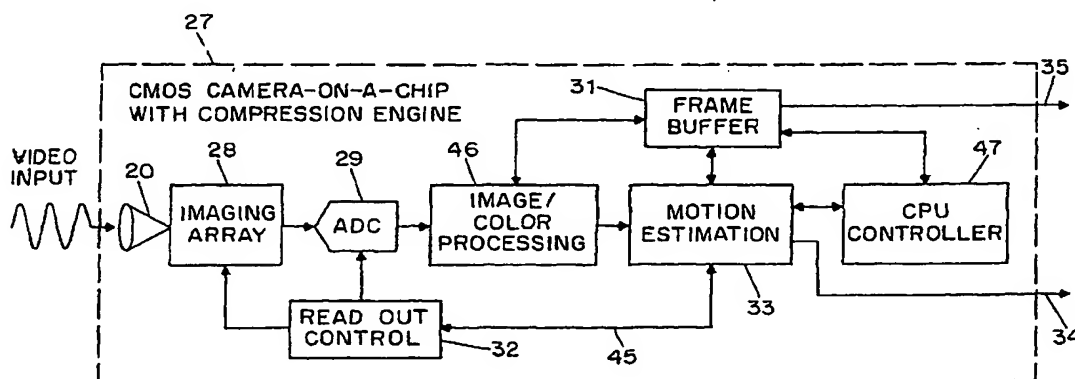 27
CMOS CAMERA-ON-A-CHIP
WITH COMPRESSION ENGINE
VIDEO
INPUT
20
28
IMAGING
ARRAY
29
ADC
46
IMAGE/
COLOR
PROCESSING
31
FRAME
BUFFER
35
MOTION
ESTIMATION
33
47
CPU
CONTROLLER
34
READ OUT
CONTROL
32
45